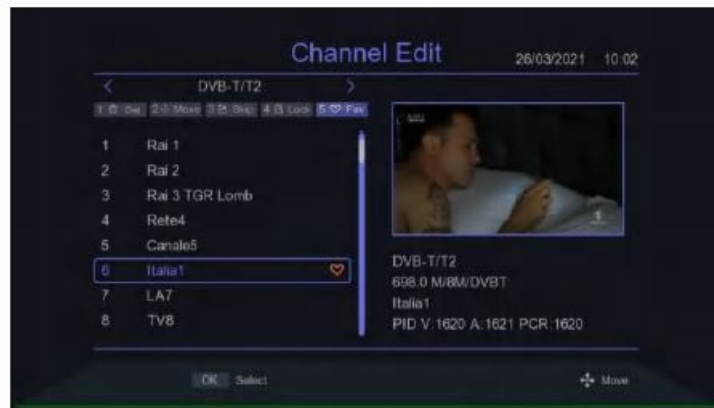 Channel Edit
26/03/2021 10:02
< DVB-T/T2 >
1 Del 2 Move 3 Skip 4 Lock 5 Fav
1 Rai 1
2 Rai 2
3 Rai 3 TGR Lomb
4 Rete4
5 Canale5
6 Italia1
7 LA7
8 TV8
DVB-T/T2
698.0 M/8M/DVBT
Italia1
PID V:1620 A:1621 PCR:1620
OK Select
Move